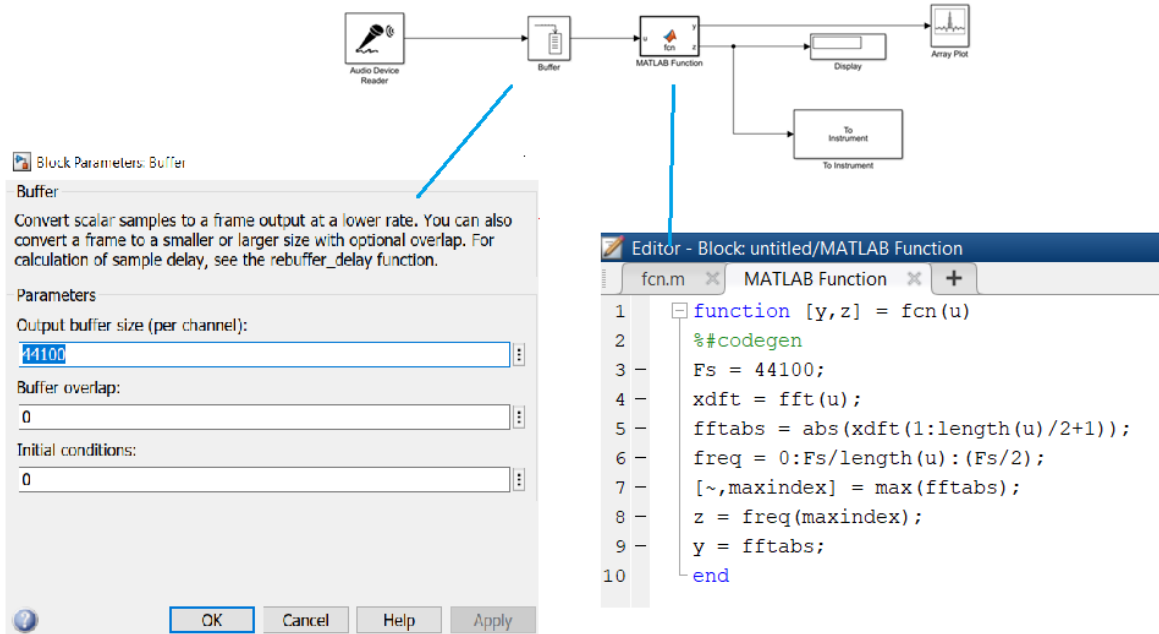 Audio Device
Reader
Buffer
u
fcn
y
z
MATLAB Function
Display
Array Plot
To
Instrument
To Instrument
Block Parameters: Buffer
Buffer
Convert scalar samples to a frame output at a lower rate. You can also
convert a frame to a smaller or larger size with optional overlap. For
calculation of sample delay, see the rebuffer_delay function.
Parameters
Output buffer size (per channel):
44100
Buffer overlap:
0
Initial conditions:
0
OK Cancel Help Apply
Editor - Block: untitled/MATLAB Function
fcn.m MATLAB Function
1 function [y,z] = fcn(u)
2 %#codegen
3 - Fs = 44100;
4 - xdft = fft(u);
5 - fftabs = abs(xdft(1:length(u)/2+1));
6 - freq = 0:Fs/length(u):(Fs/2);
7 - [~,maxindex] = max(fftabs);
8 - z = freq(maxindex);
9 - y = fftabs;
10 end